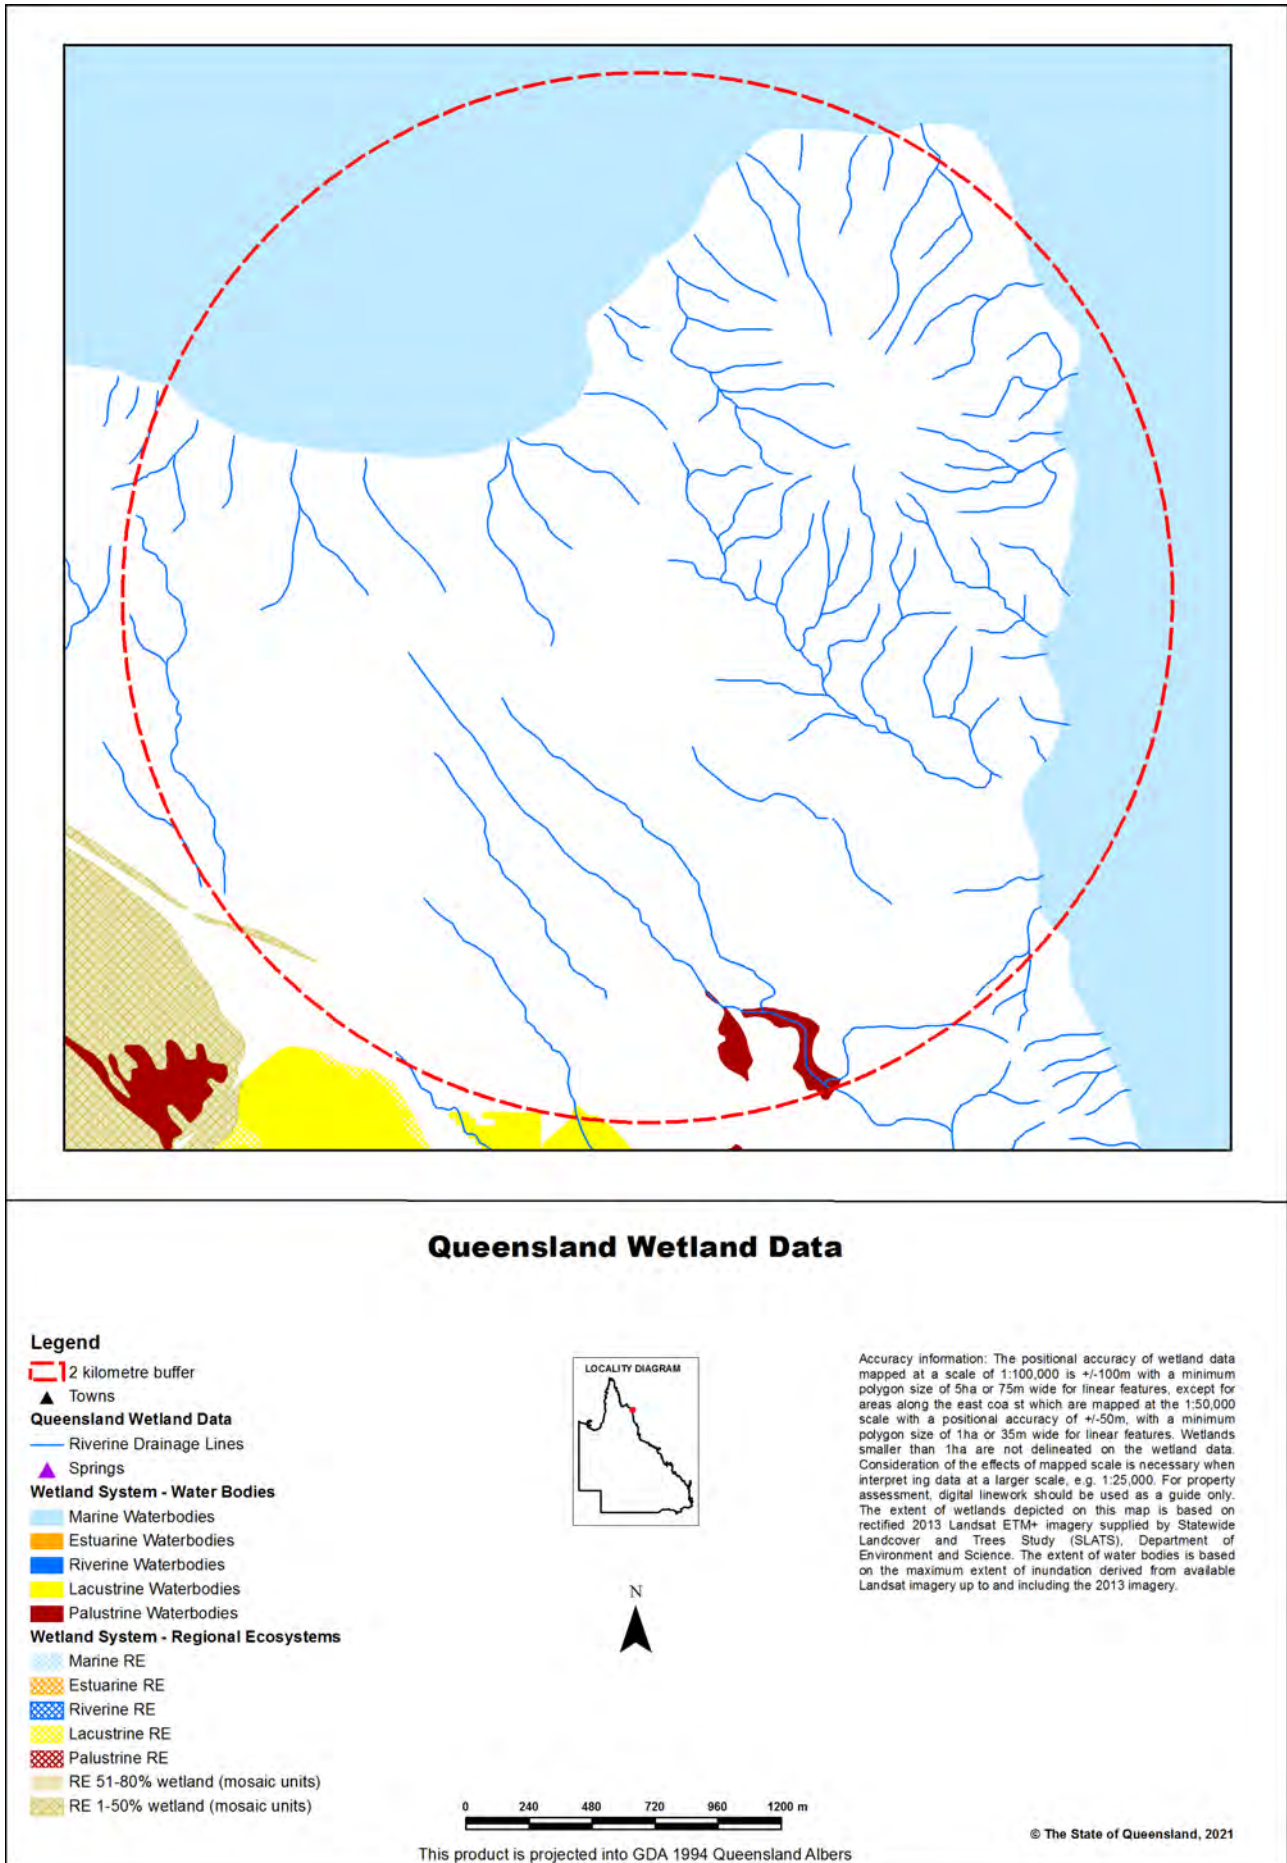 Queensland Wetland Data
Legend
2 kilometre buffer
Towns
Queensland Wetland Data
Riverine Drainage Lines
Springs
Wetland System - Water Bodies
Marine Waterbodies
Estuarine Waterbodies
Riverine Waterbodies
Lacustrine Waterbodies
Palustrine Waterbodies
Wetland System - Regional Ecosystems
Marine RE
Estuarine RE
Riverine RE
Lacustrine RE
Palustrine RE
RE 51-80% wetland (mosaic units)
RE 1-50% wetland (mosaic units)
LOCALITY DIAGRAM
N
0 240 480 720 960 1200 m
This product is projected into GDA 1994 Queensland Albers
Accuracy information: The positional accuracy of wetland data
mapped at a scale of 1:100,000 is +/-100m with a minimum
polygon size of 5ha or 75m wide for linear features, except for
areas along the east coa st which are mapped at the 1:50,000
scale with a positional accuracy of +/-50m, with a minimum
polygon size of 1ha or 35m wide for linear features. Wetlands
smaller than 1ha are not delineated on the wetland data.
Consideration of the effects of mapped scale is necessary when
interpret ing data at a larger scale, e.g. 1:25,000. For property
assessment, digital linework should be used as a guide only.
The extent of wetlands depicted on this map is based on
rectified 2013 Landsat ETM+ imagery supplied by Statewide
Landcover and Trees Study (SLATS), Department of
Environment and Science. The extent of water bodies is based
on the maximum extent of inundation derived from available
Landsat imagery up to and including the 2013 imagery.
© The State of Queensland, 2021